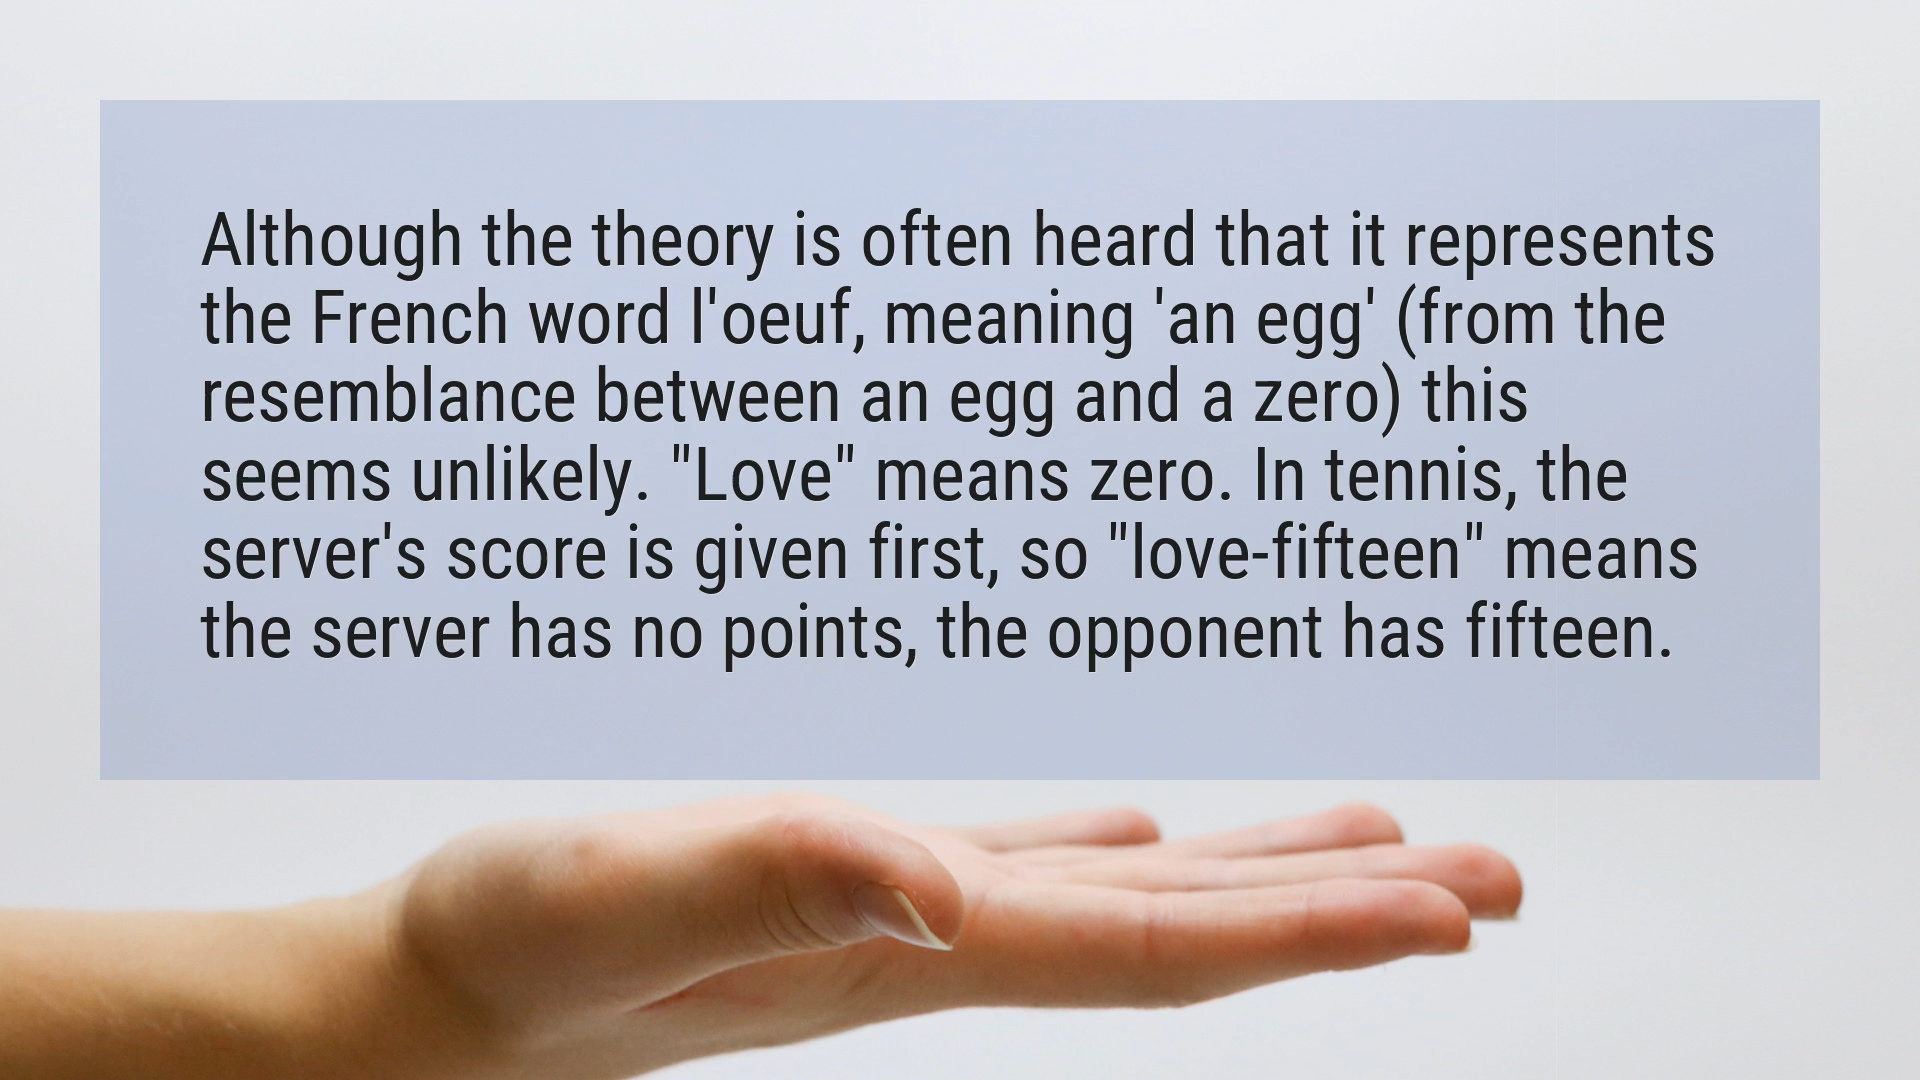 Although the theory is often heard that it represents
the French word l'oeuf, meaning 'an egg' (from the
resemblance between an egg and a zero) this
seems unlikely. "Love" means zero. In tennis, the
server's score is given first, so "love-fifteen" means
the server has no points, the opponent has fifteen.